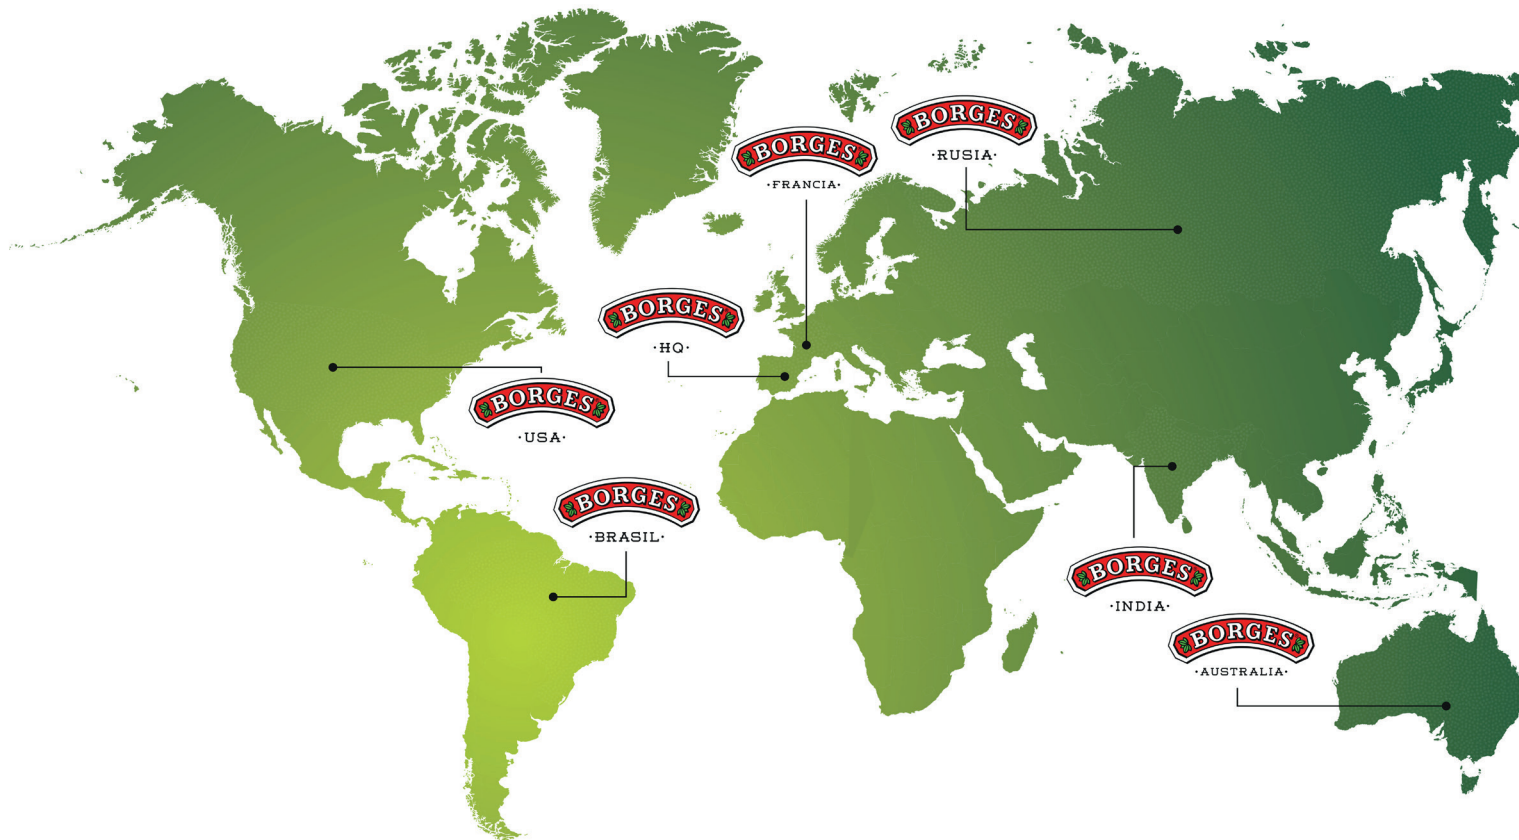 BORGES
·RUSIA·
BORGES
·FRANCIA·
BORGES
·HQ·
BORGES
·USA·
BORGES
·BRASIL·
BORGES
·INDIA·
BORGES
·AUSTRALIA·